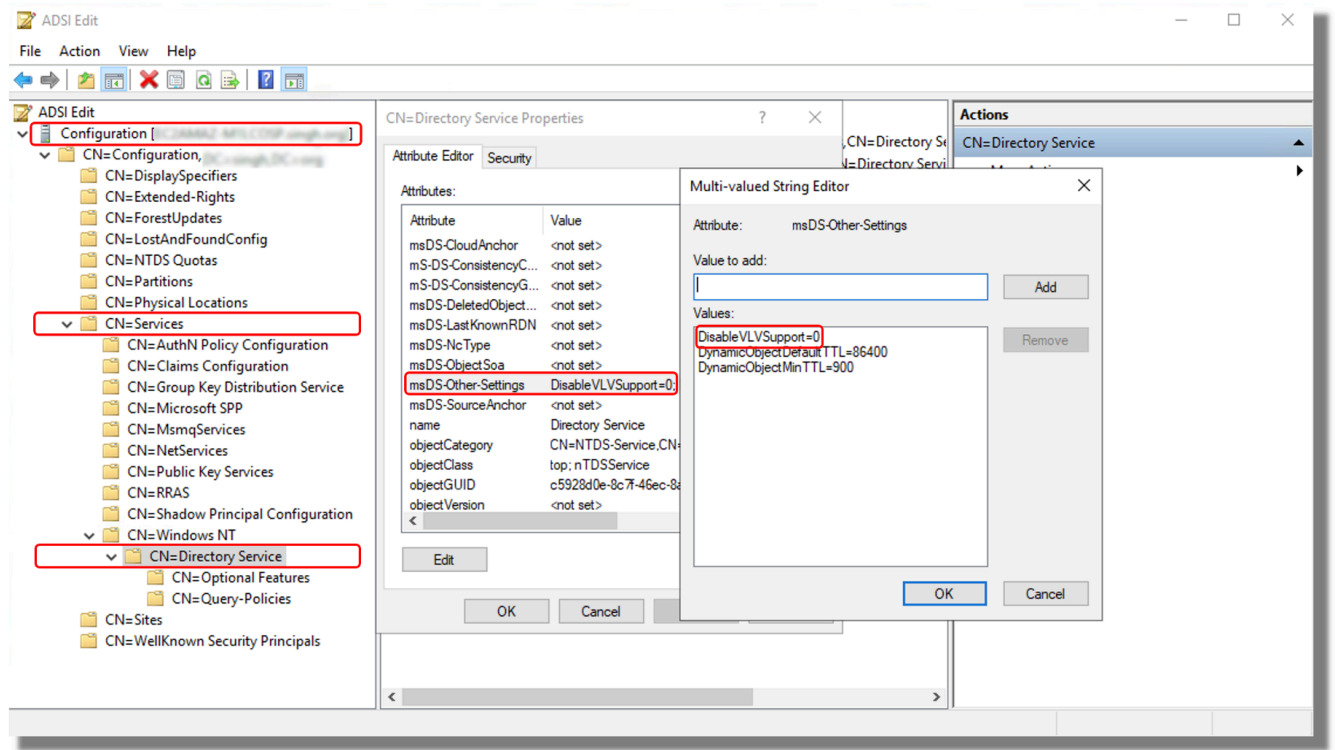 ADSI Edit
File Action View Help
ADSI Edit
Configuration [ ]
CN=Configuration,
CN=DisplaySpecifiers
CN=Extended-Rights
CN=ForestUpdates
CN=LostAndFoundConfig
CN=NTDS Quotas
CN=Partitions
CN=Physical Locations
CN=Services
CN=AuthN Policy Configuration
CN=Claims Configuration
CN=Group Key Distribution Service
CN=Microsoft SPP
CN=MsmqServices
CN=NetServices
CN=Public Key Services
CN=RRAS
CN=Shadow Principal Configuration
CN=Windows NT
CN=Directory Service
CN=Optional Features
CN=Query-Policies
CN=Sites
CN=WellKnown Security Principals
CN=Directory Service Properties ?
Attribute Editor Security
Attributes:
Attribute Value
msDS-CloudAnchor <not set>
mS-DS-ConsistencyC... <not set>
mS-DS-ConsistencyG... <not set>
msDS-DeletedObject... <not set>
msDS-LastKnownRDN <not set>
msDS-NcType <not set>
msDS-ObjectSoa <not set>
msDS-Other-Settings DisableVLVSupport=0;
msDS-SourceAnchor <not set>
name Directory Service
objectCategory CN=NTDS-Service,CN=
objectClass top; nTDSService
objectGUID c5928d0e-8c7f-46ec-8a
objectVersion <not set>
Edit
OK Cancel
,CN=Directory Se
N=Directory Servi
Multi-valued String Editor
Attribute: msDS-Other-Settings
Value to add:
Add
Values:
DisableVLVSupport=0
DynamicObjectDefaultTTL=86400
DynamicObjectMinTTL=900
Remove
OK Cancel
Actions
CN=Directory Service